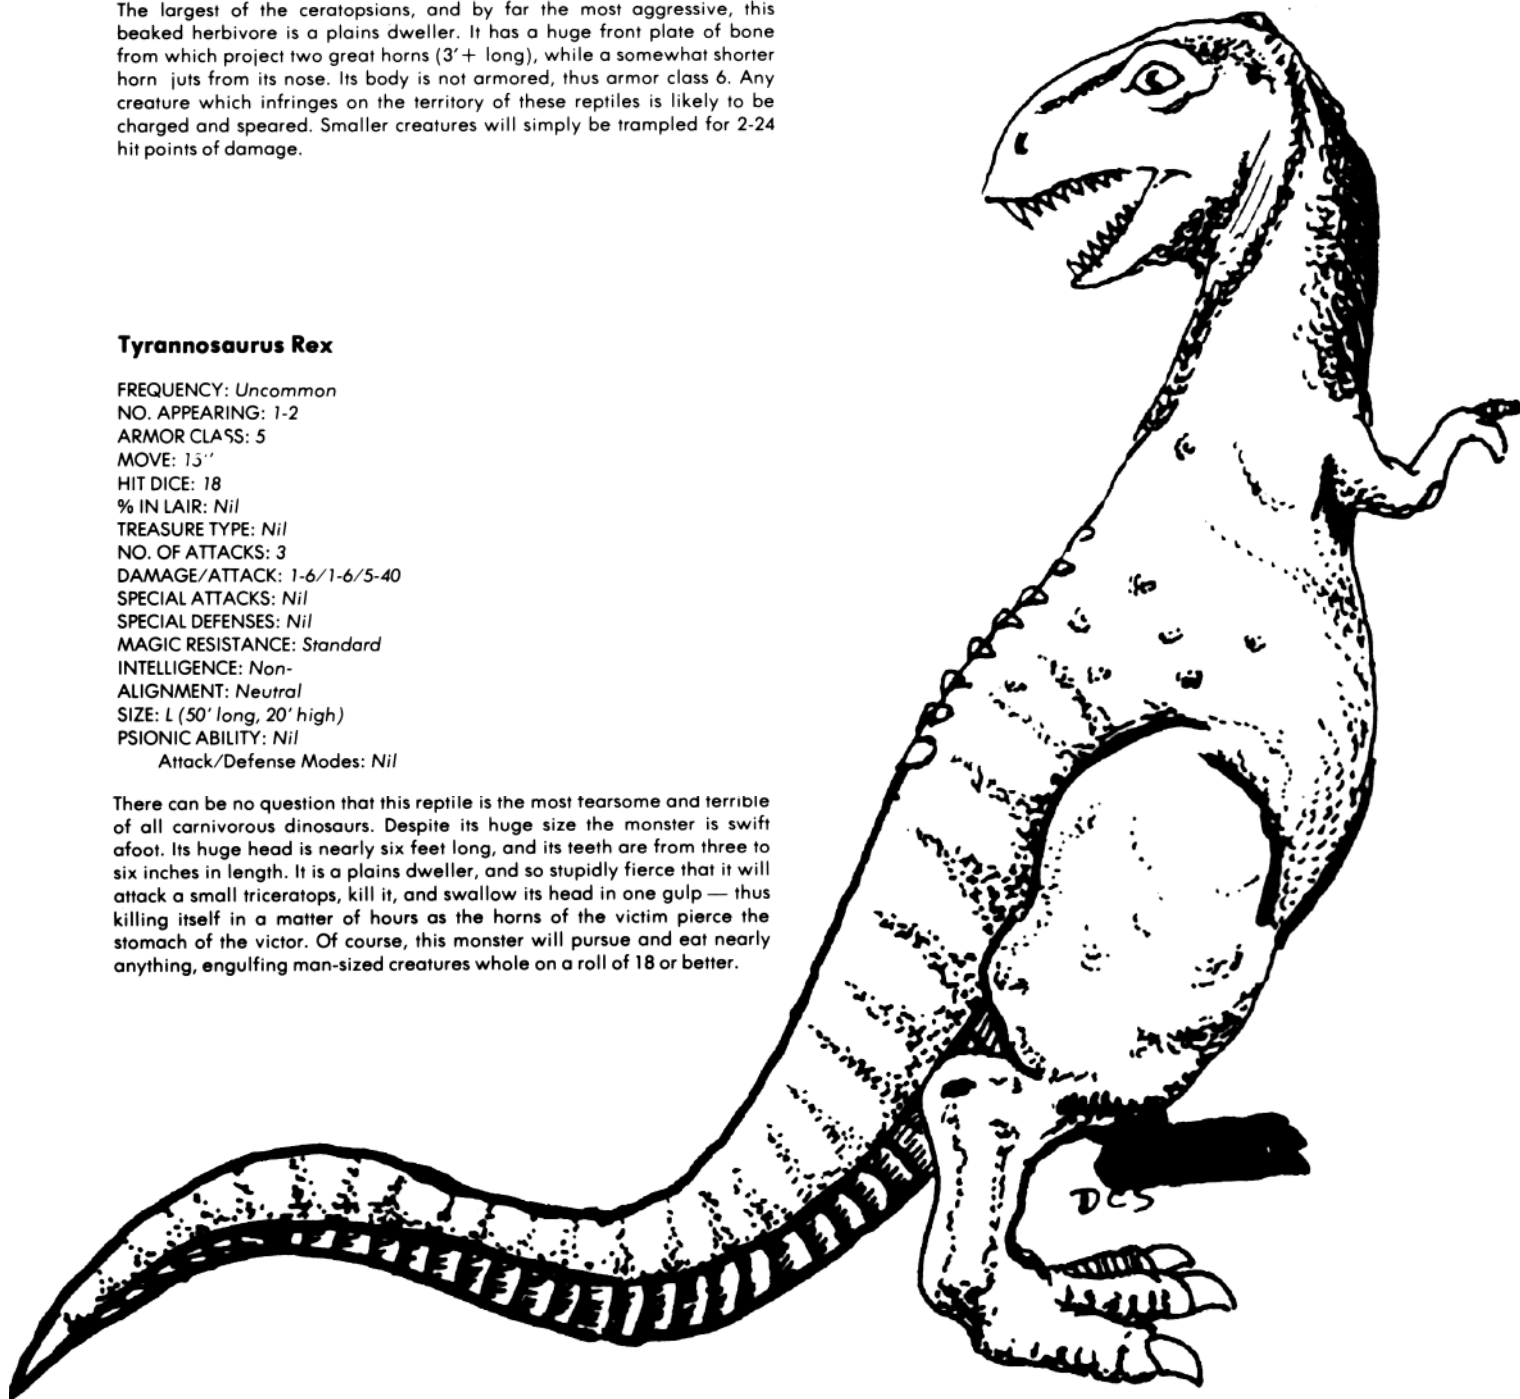 The largest of the ceratopsians, and by far the most aggressive, this
beaked herbivore is a plains dweller. It has a huge front plate of bone
from which project two great horns (3'+ long), while a somewhat shorter
horn juts from its nose. Its body is not armored, thus armor class 6. Any
creature which infringes on the territory of these reptiles is likely to be
charged and speared. Smaller creatures will simply be trampled for 2-24
hit points of damage.
Tyrannosaurus Rex
FREQUENCY: Uncommon
NO. APPEARING: 1-2
ARMOR CLASS: 5
MOVE: 15''
HIT DICE: 18
% IN LAIR: Nil
TREASURE TYPE: Nil
NO. OF ATTACKS: 3
DAMAGE/ATTACK: 1-6/1-6/5-40
SPECIAL ATTACKS: Nil
SPECIAL DEFENSES: Nil
MAGIC RESISTANCE: Standard
INTELLIGENCE: Non-
ALIGNMENT: Neutral
SIZE: L (50' long, 20' high)
PSIONIC ABILITY: Nil
Attack/Defense Modes: Nil
There can be no question that this reptile is the most fearsome and terrible
of all carnivorous dinosaurs. Despite its huge size the monster is swift
afoot. Its huge head is nearly six feet long, and its teeth are from three to
six inches in length. It is a plains dweller, and so stupidly fierce that it will
attack a small triceratops, kill it, and swallow its head in one gulp — thus
killing itself in a matter of hours as the horns of the victim pierce the
stomach of the victor. Of course, this monster will pursue and eat nearly
anything, engulfing man-sized creatures whole on a roll of 18 or better.
DCS